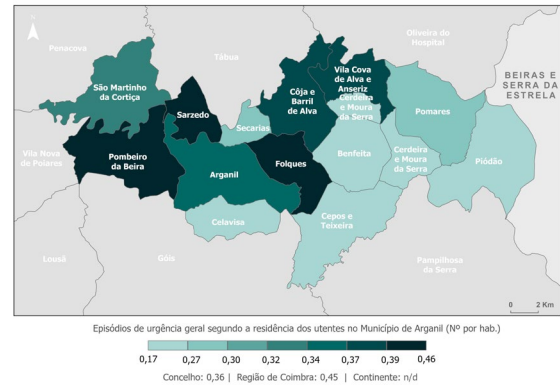 N
Oliveira do
Hospital
Penacova
Tábua
BEIRAS E
SERRA DA
ESTRELA
São Martinho
da Cortiça
Vila Cova
de Alva e
Anseriz
Cerdeira e
Moura da
Serra
Côja e
Barril de
Alva
Sarzedo
Secarias
Pomares
Vila Nova
de Poiares
Pombeiro
da Beira
Arganil
Folques
Benfeita
Cerdeira
e Moura
da Serra
Piódão
Celavisa
Cepos e
Teixeira
Lousã
Góis
Pampilhosa
da Serra
0 2 Km
Episódios de urgência geral segundo a residência dos utentes no Município de Arganil (Nº por hab.)
0,17 0,27 0,30 0,32 0,34 0,37 0,39 0,46
Concelho: 0,36 | Região de Coimbra: 0,45 | Continente: n/d